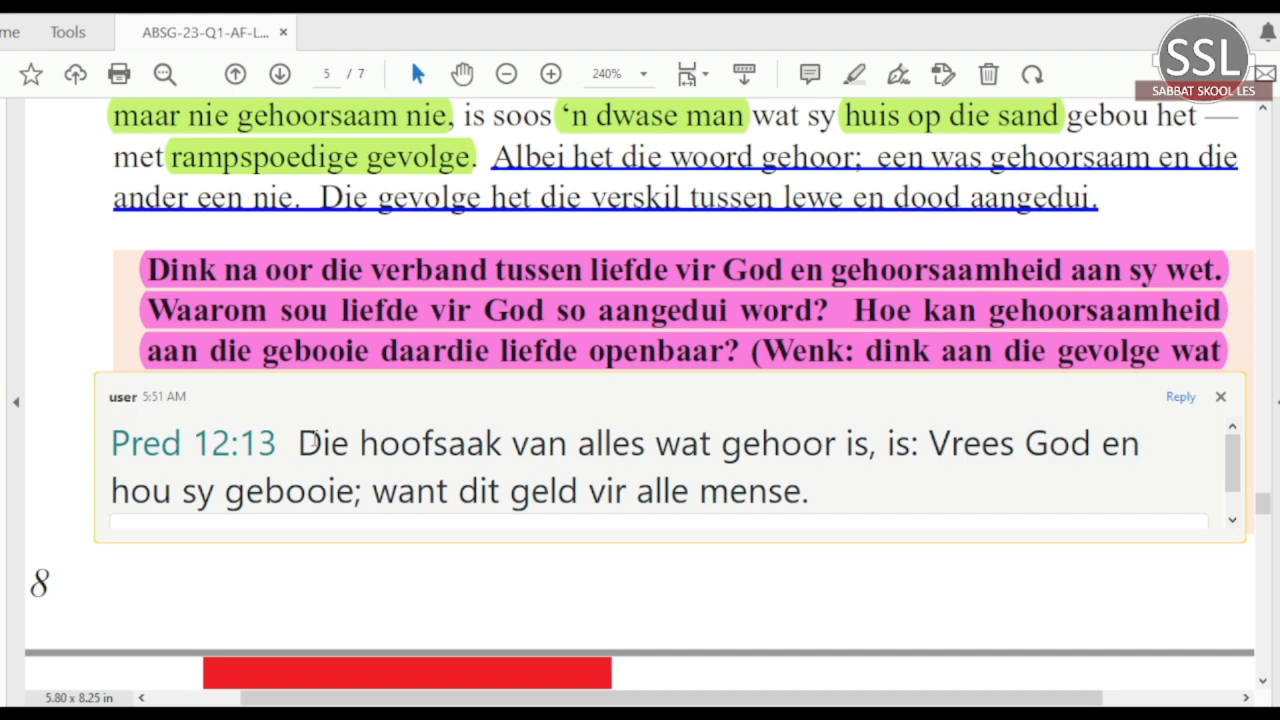 me Tools ABSG-23-Q1-AF-L... ×
5 / 7 240%
SSL
SABBAT SKOOL LES
maar nie gehoorsaam nie, is soos ‘n dwase man wat sy huis op die sand gebou het —
met rampspoedige gevolge. Albei het die woord gehoor; een was gehoorsaam en die
ander een nie. Die gevolge het die verskil tussen lewe en dood aangedui.
Dink na oor die verband tussen liefde vir God en gehoorsaamheid aan sy wet.
Waarom sou liefde vir God so aangedui word? Hoe kan gehoorsaamheid
aan die gebooie daardie liefde openbaar? (Wenk: dink aan die gevolge wat
user 5:51 AM Reply
Pred 12:13 Die hoofsaak van alles wat gehoor is, is: Vrees God en
hou sy gebooie; want dit geld vir alle mense.
8
5.80 x 8.25 in